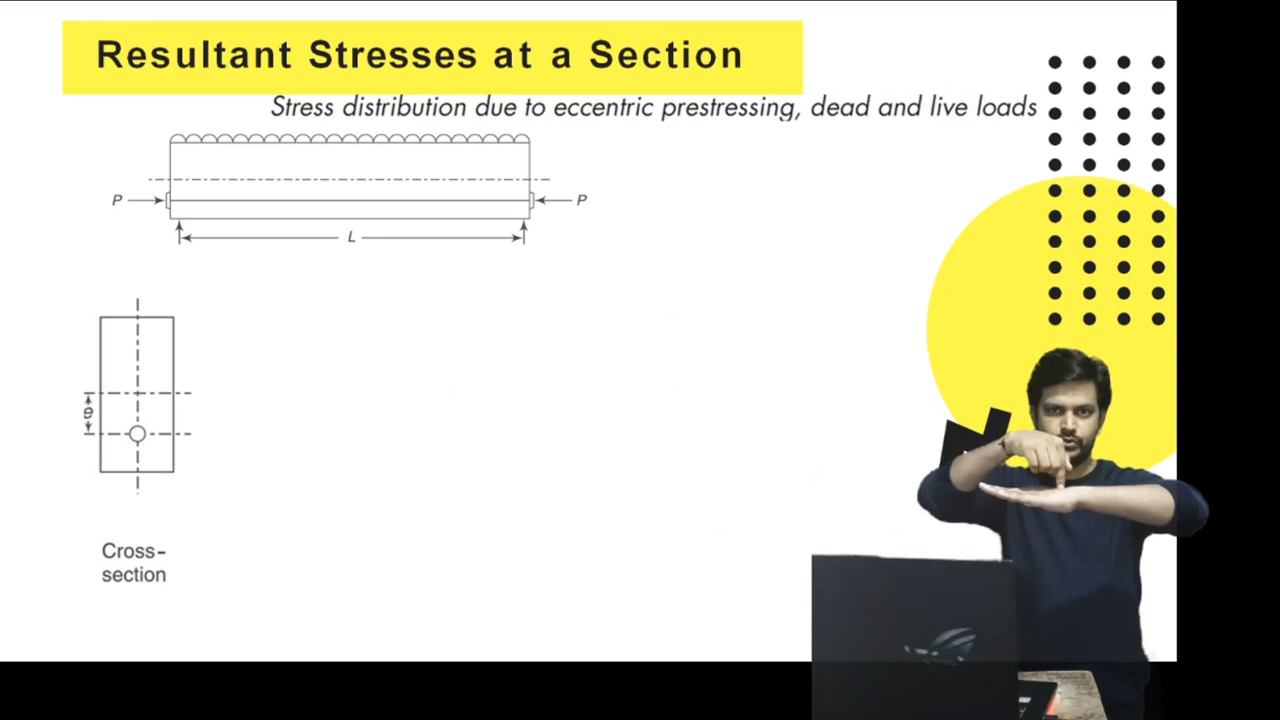 Resultant Stresses at a Section
Stress distribution due to eccentric prestressing, dead and live loads
P
P
L
e
Cross-
section